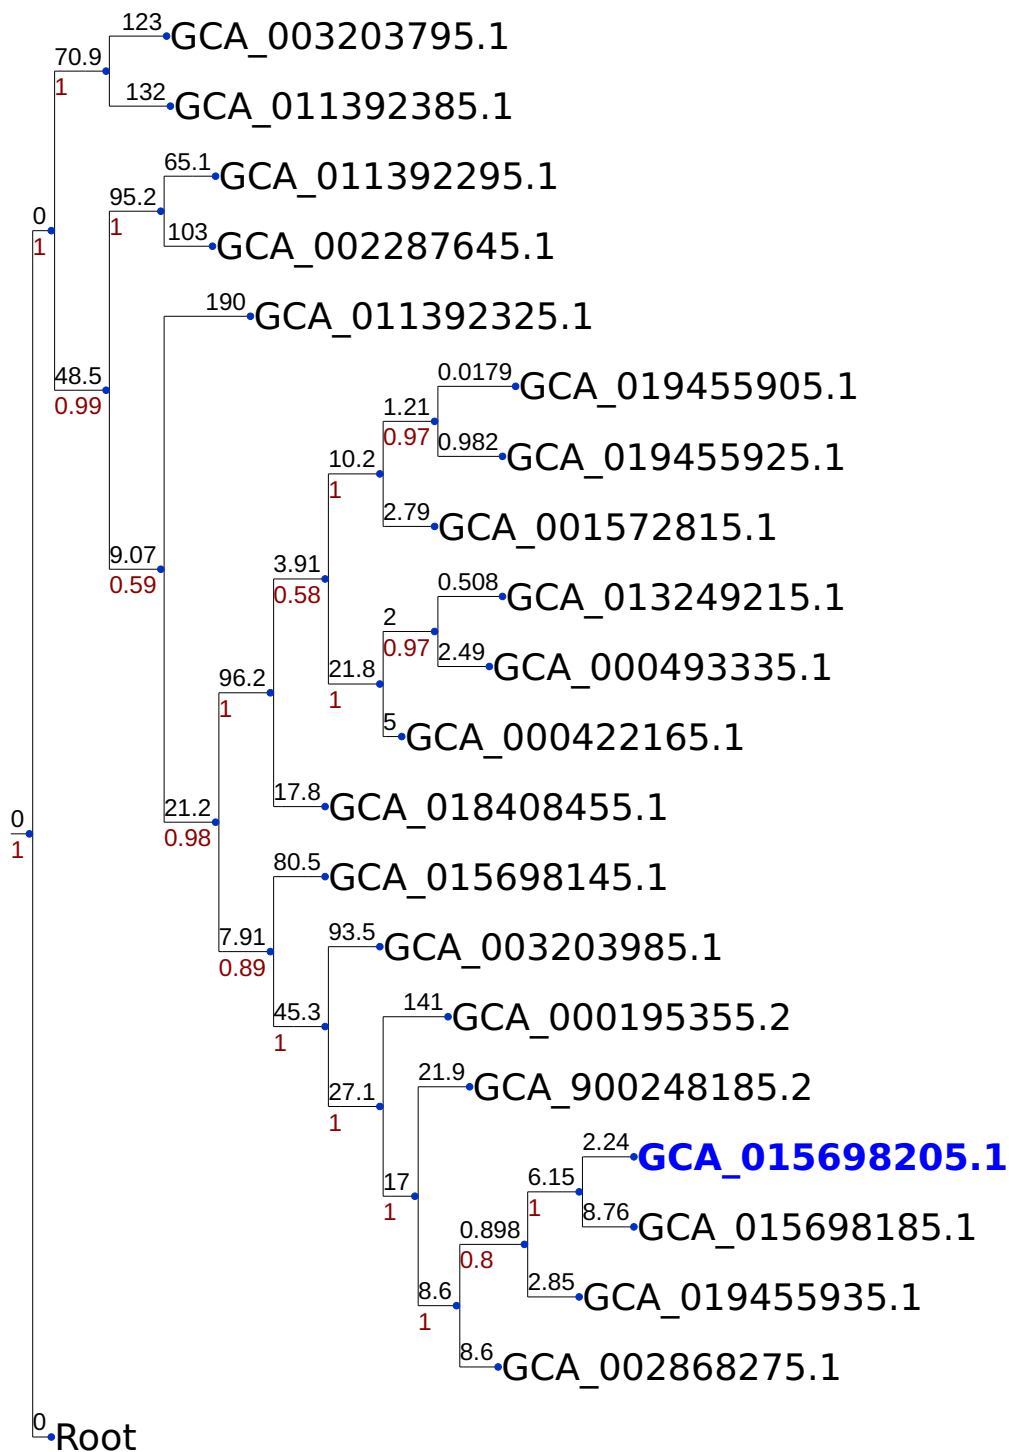 123 GCA_003203795.1
70.9
1
132 GCA_011392385.1
65.1 GCA_011392295.1
95.2
1
0
1
103 GCA_002287645.1
190 GCA_011392325.1
48.5
0.99
0.0179 GCA_019455905.1
1.21
0.97
0.982 GCA_019455925.1
10.2
1
2.79 GCA_001572815.1
9.07
0.59
3.91
0.58
0.508 GCA_013249215.1
2
0.97
2.49 GCA_000493335.1
96.2
1
21.8
1
5 GCA_000422165.1
17.8 GCA_018408455.1
21.2
0.98
0
1
80.5 GCA_015698145.1
7.91
0.89
93.5 GCA_003203985.1
45.3
1
141 GCA_000195355.2
27.1
1
21.9 GCA_900248185.2
2.24 GCA_015698205.1
17
1
6.15
1
8.76 GCA_015698185.1
0.898
0.8
8.6
1
2.85 GCA_019455935.1
8.6 GCA_002868275.1
0 Root